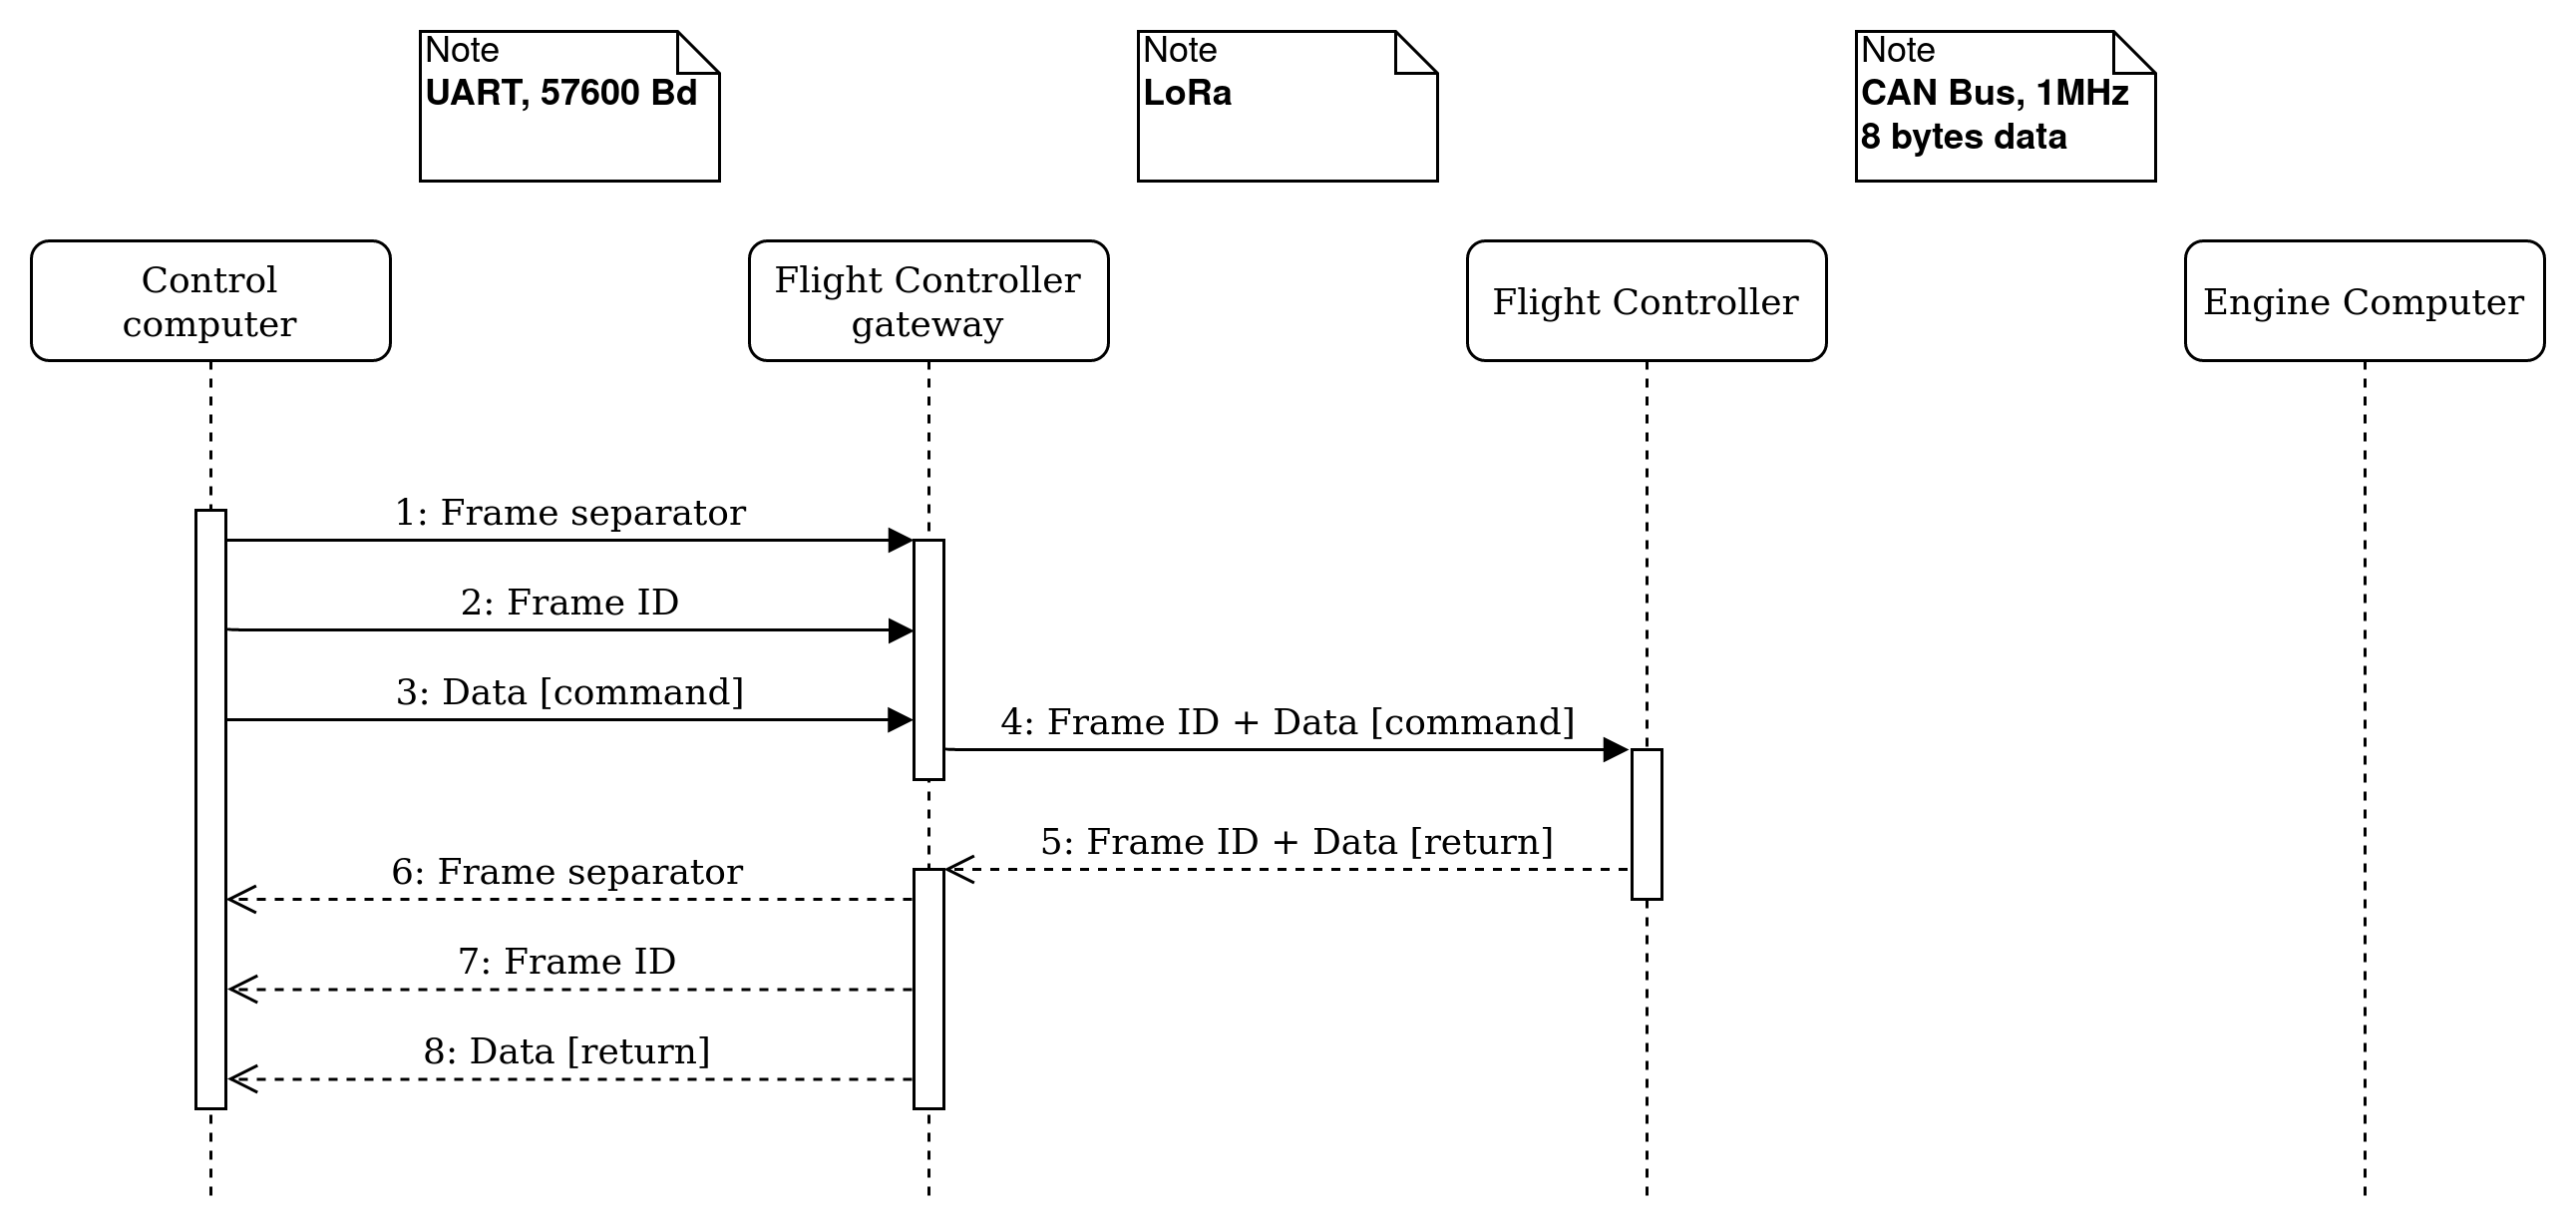 Note
UART, 57600 Bd
Note
LoRa
Note
CAN Bus, 1MHz
8 bytes data
Control
computer
Flight Controller
gateway
Flight Controller
Engine Computer
1: Frame separator
2: Frame ID
3: Data [command]
4: Frame ID + Data [command]
5: Frame ID + Data [return]
6: Frame separator
7: Frame ID
8: Data [return]